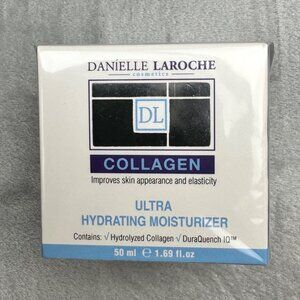 DANIELLE LAROCHE
cosmetics
DL
COLLAGEN
Improves skin appearance and elasticity
ULTRA
HYDRATING MOISTURIZER
Contains: √ Hydrolyzed Collagen √ DuraQuench IQ™
50 ml ℮ 1.69 fl.oz